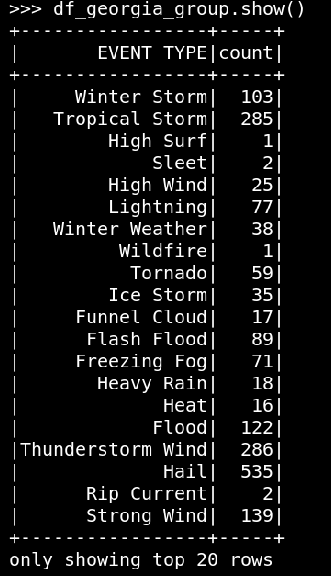 >>> df_georgia_group.show()
+-----------------+-----+
|       EVENT TYPE|count|
+-----------------+-----+
|     Winter Storm|  103|
|   Tropical Storm|  285|
|        High Surf|    1|
|            Sleet|    2|
|        High Wind|   25|
|        Lightning|   77|
|   Winter Weather|   38|
|         Wildfire|    1|
|          Tornado|   59|
|        Ice Storm|   35|
|     Funnel Cloud|   17|
|      Flash Flood|   89|
|     Freezing Fog|   71|
|       Heavy Rain|   18|
|             Heat|   16|
|            Flood|  122|
|Thunderstorm Wind|  286|
|             Hail|  535|
|      Rip Current|    2|
|      Strong Wind|  139|
+-----------------+-----+
only showing top 20 rows